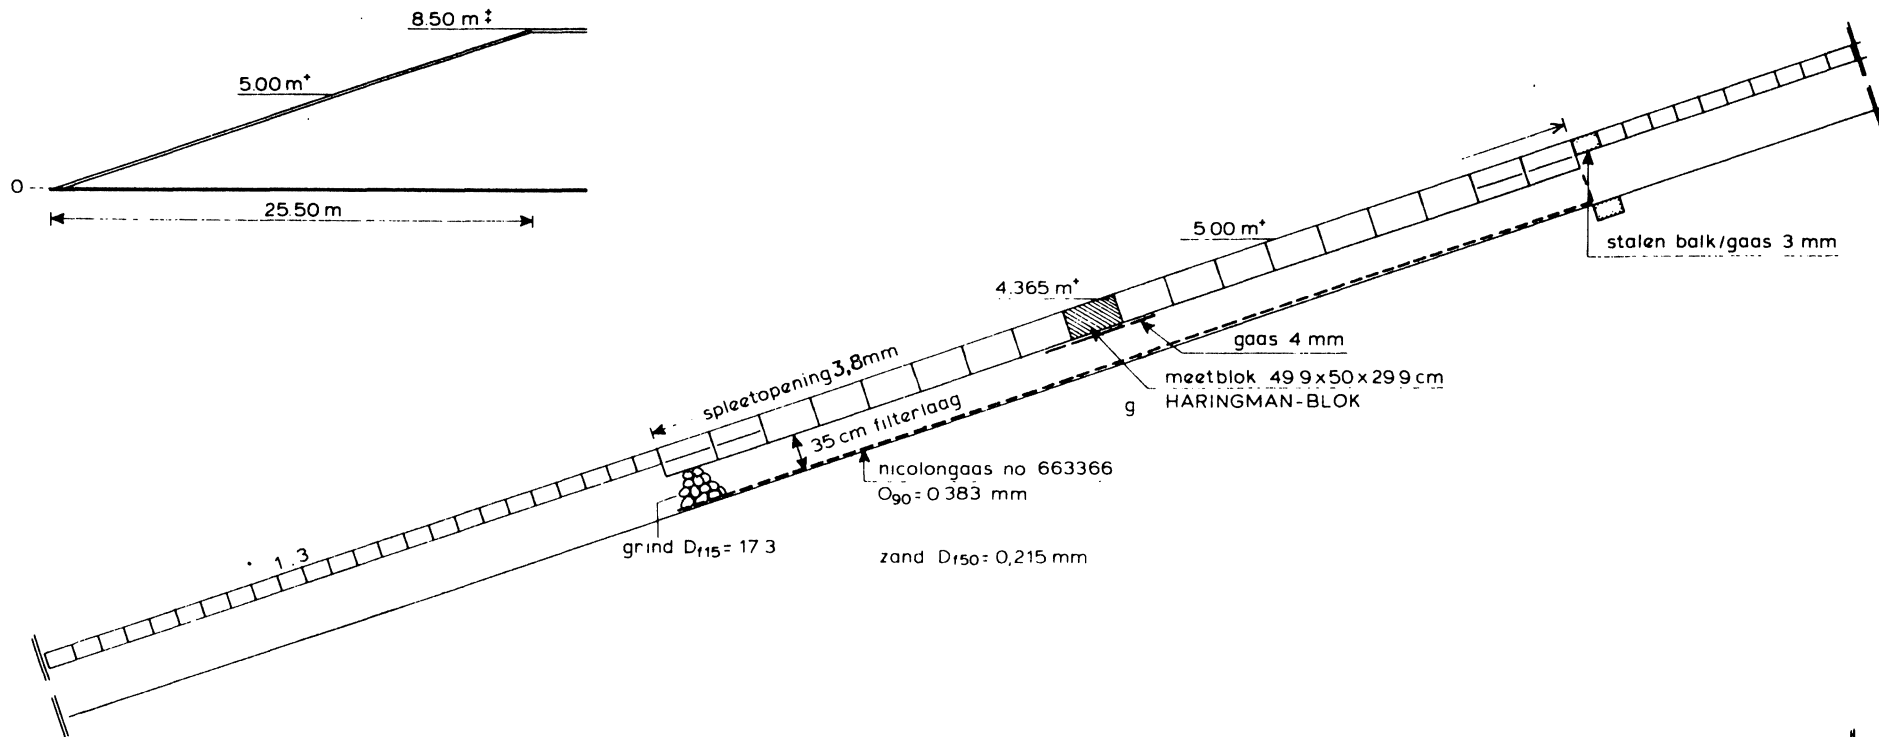 8.50 m ‡
5.00 m⁺
0
25.50 m
5 00 m⁺
stalen balk/gaas 3 mm
4.365 m⁺
gaas 4 mm
meetblok 49 9 x 50 x 29 9 cm
g HARINGMAN-BLOK
spleetopening 3,8mm
35 cm filterlaag
nicolongaas no 663366
O90 = 0 383 mm
1.3
grind Df15 = 17 3
zand Df50 = 0,215 mm